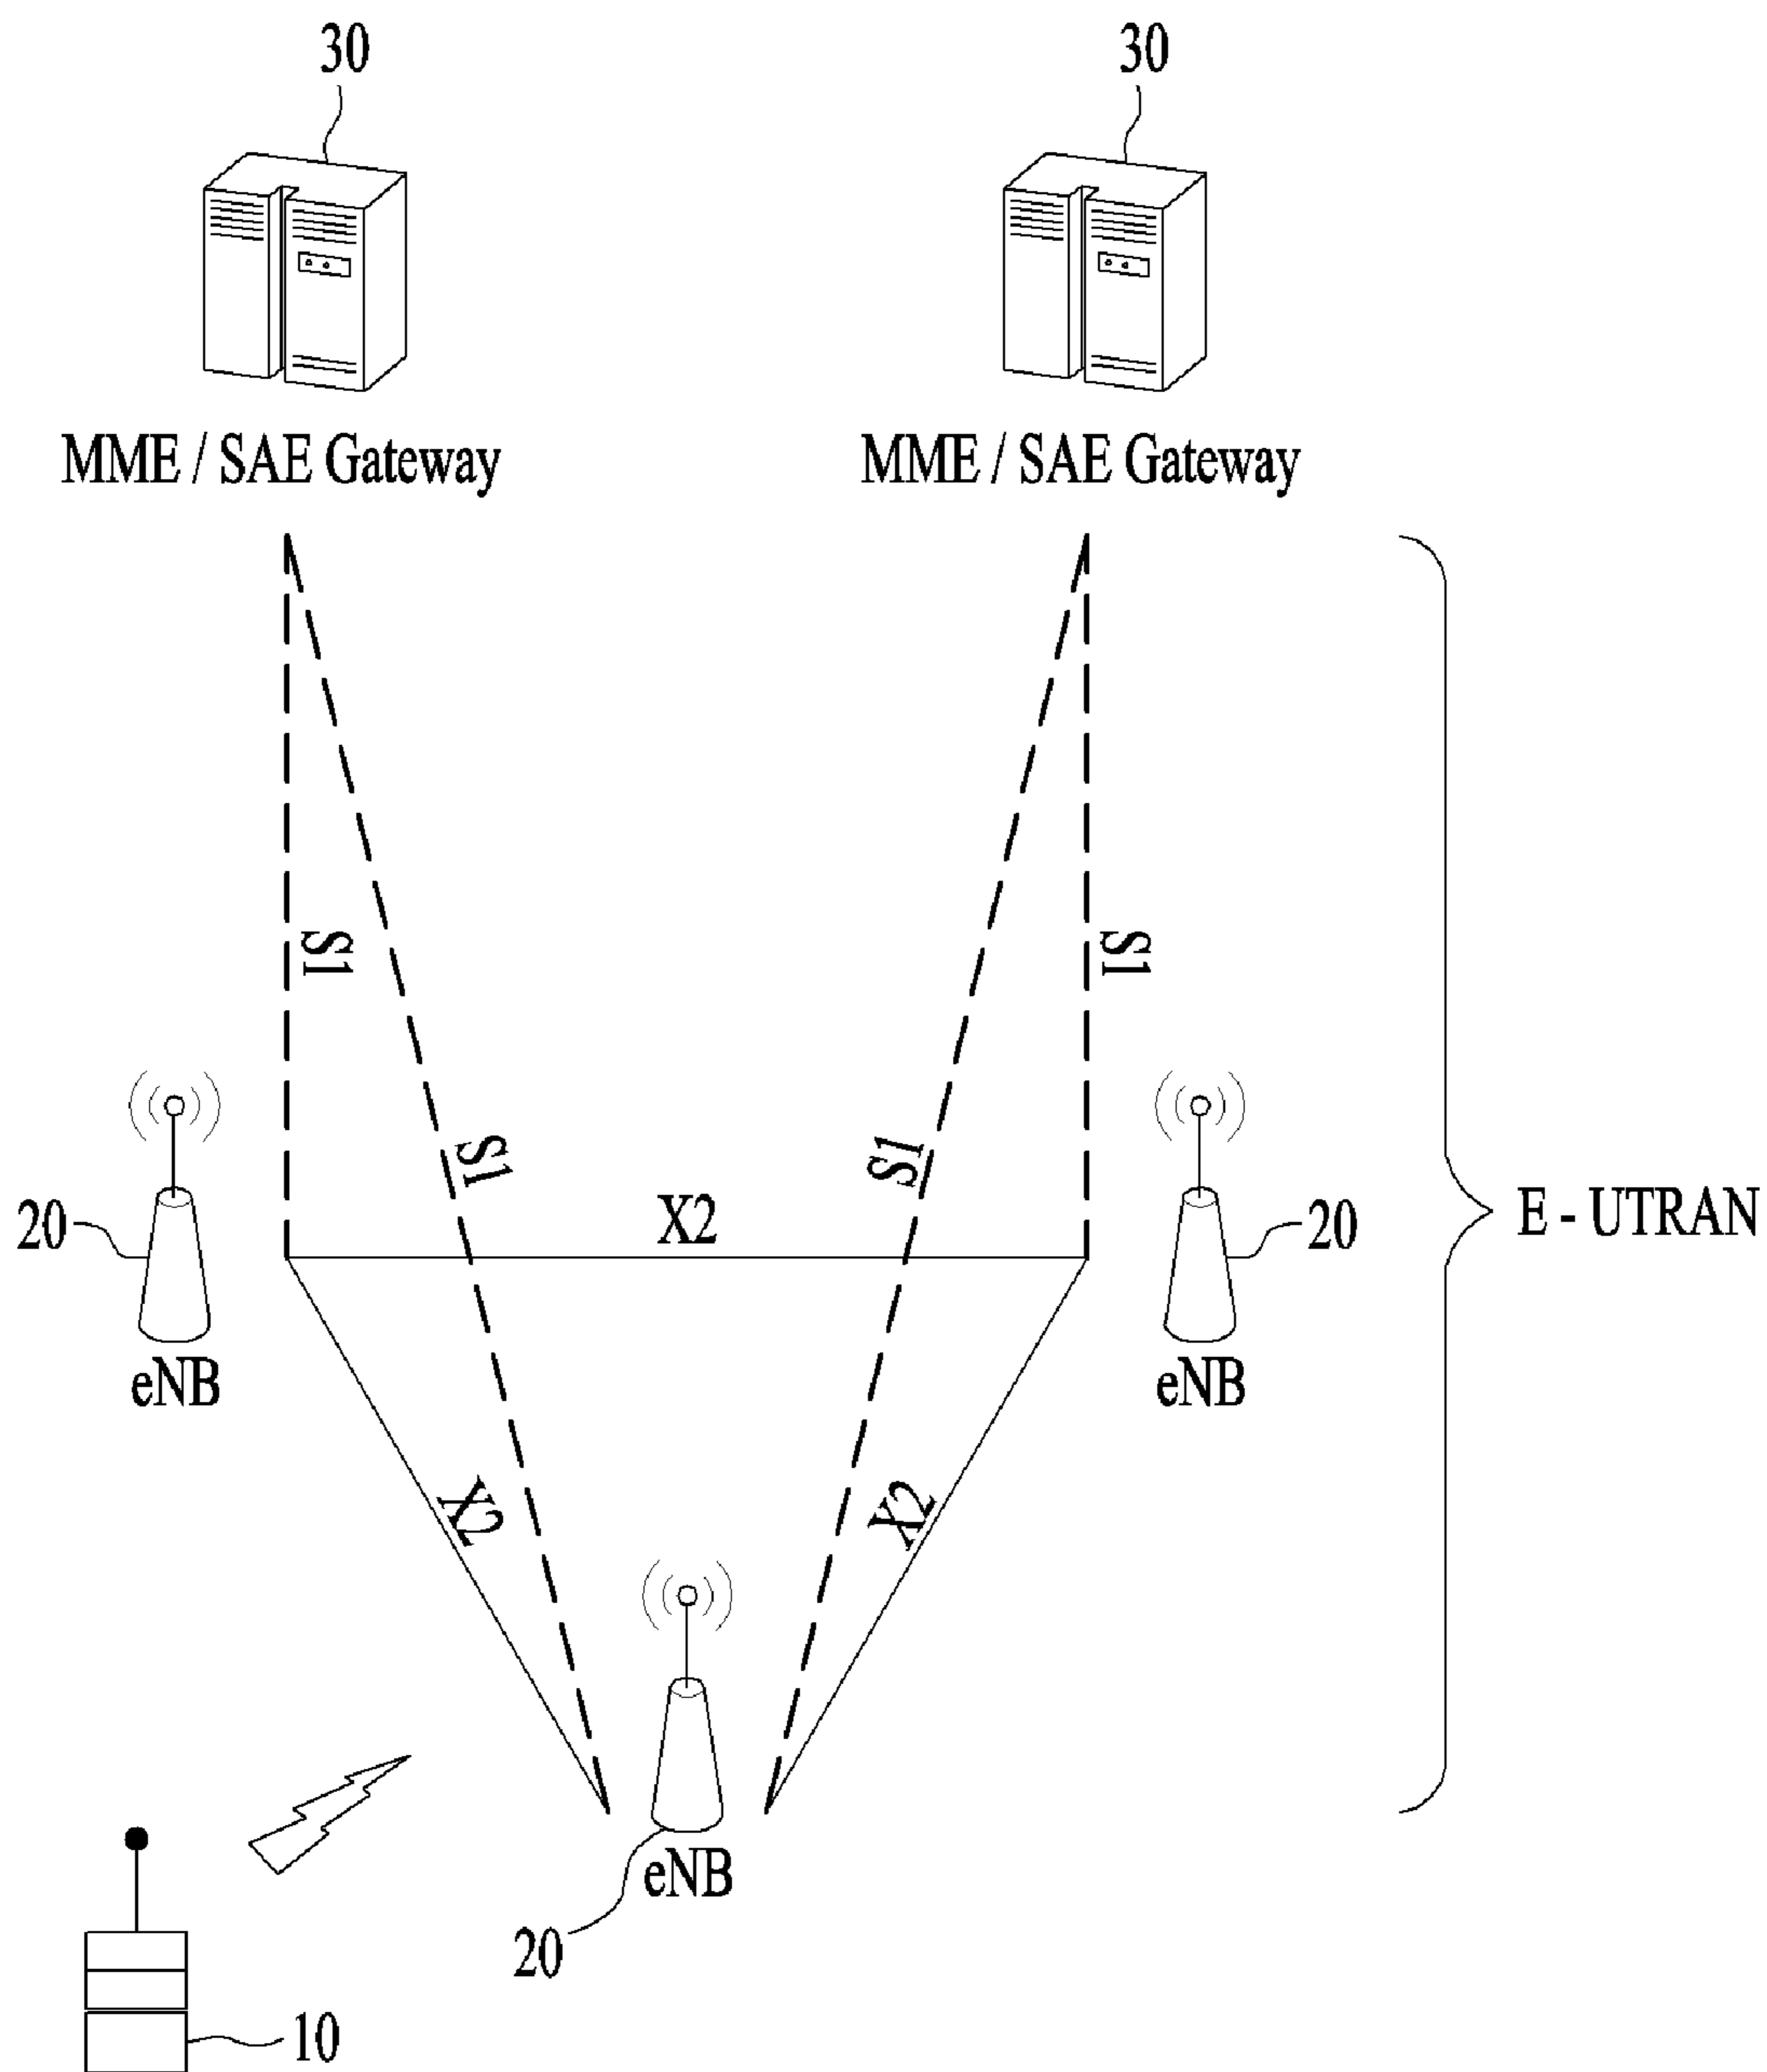 30
30
MME / SAE Gateway
MME / SAE Gateway
S1
S1
S1
S1
X2
20
20
E - UTRAN
eNB
eNB
X2
X2
eNB
20
10